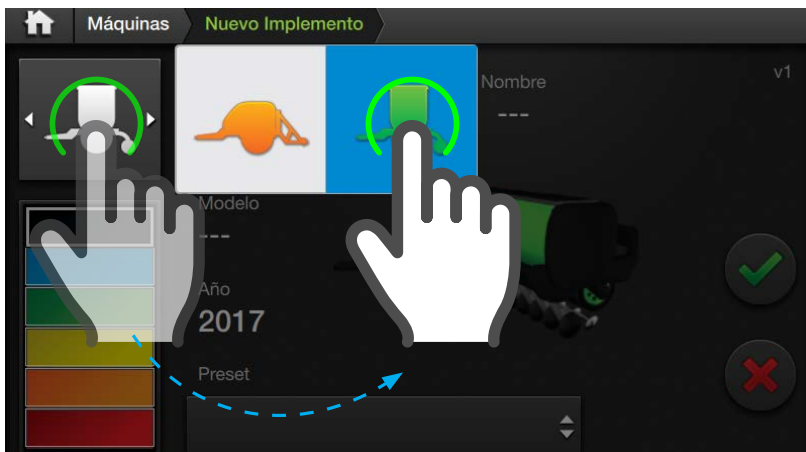 Máquinas
Nuevo Implemento
Nombre
v1
---
Modelo
---
Año
2017
Preset